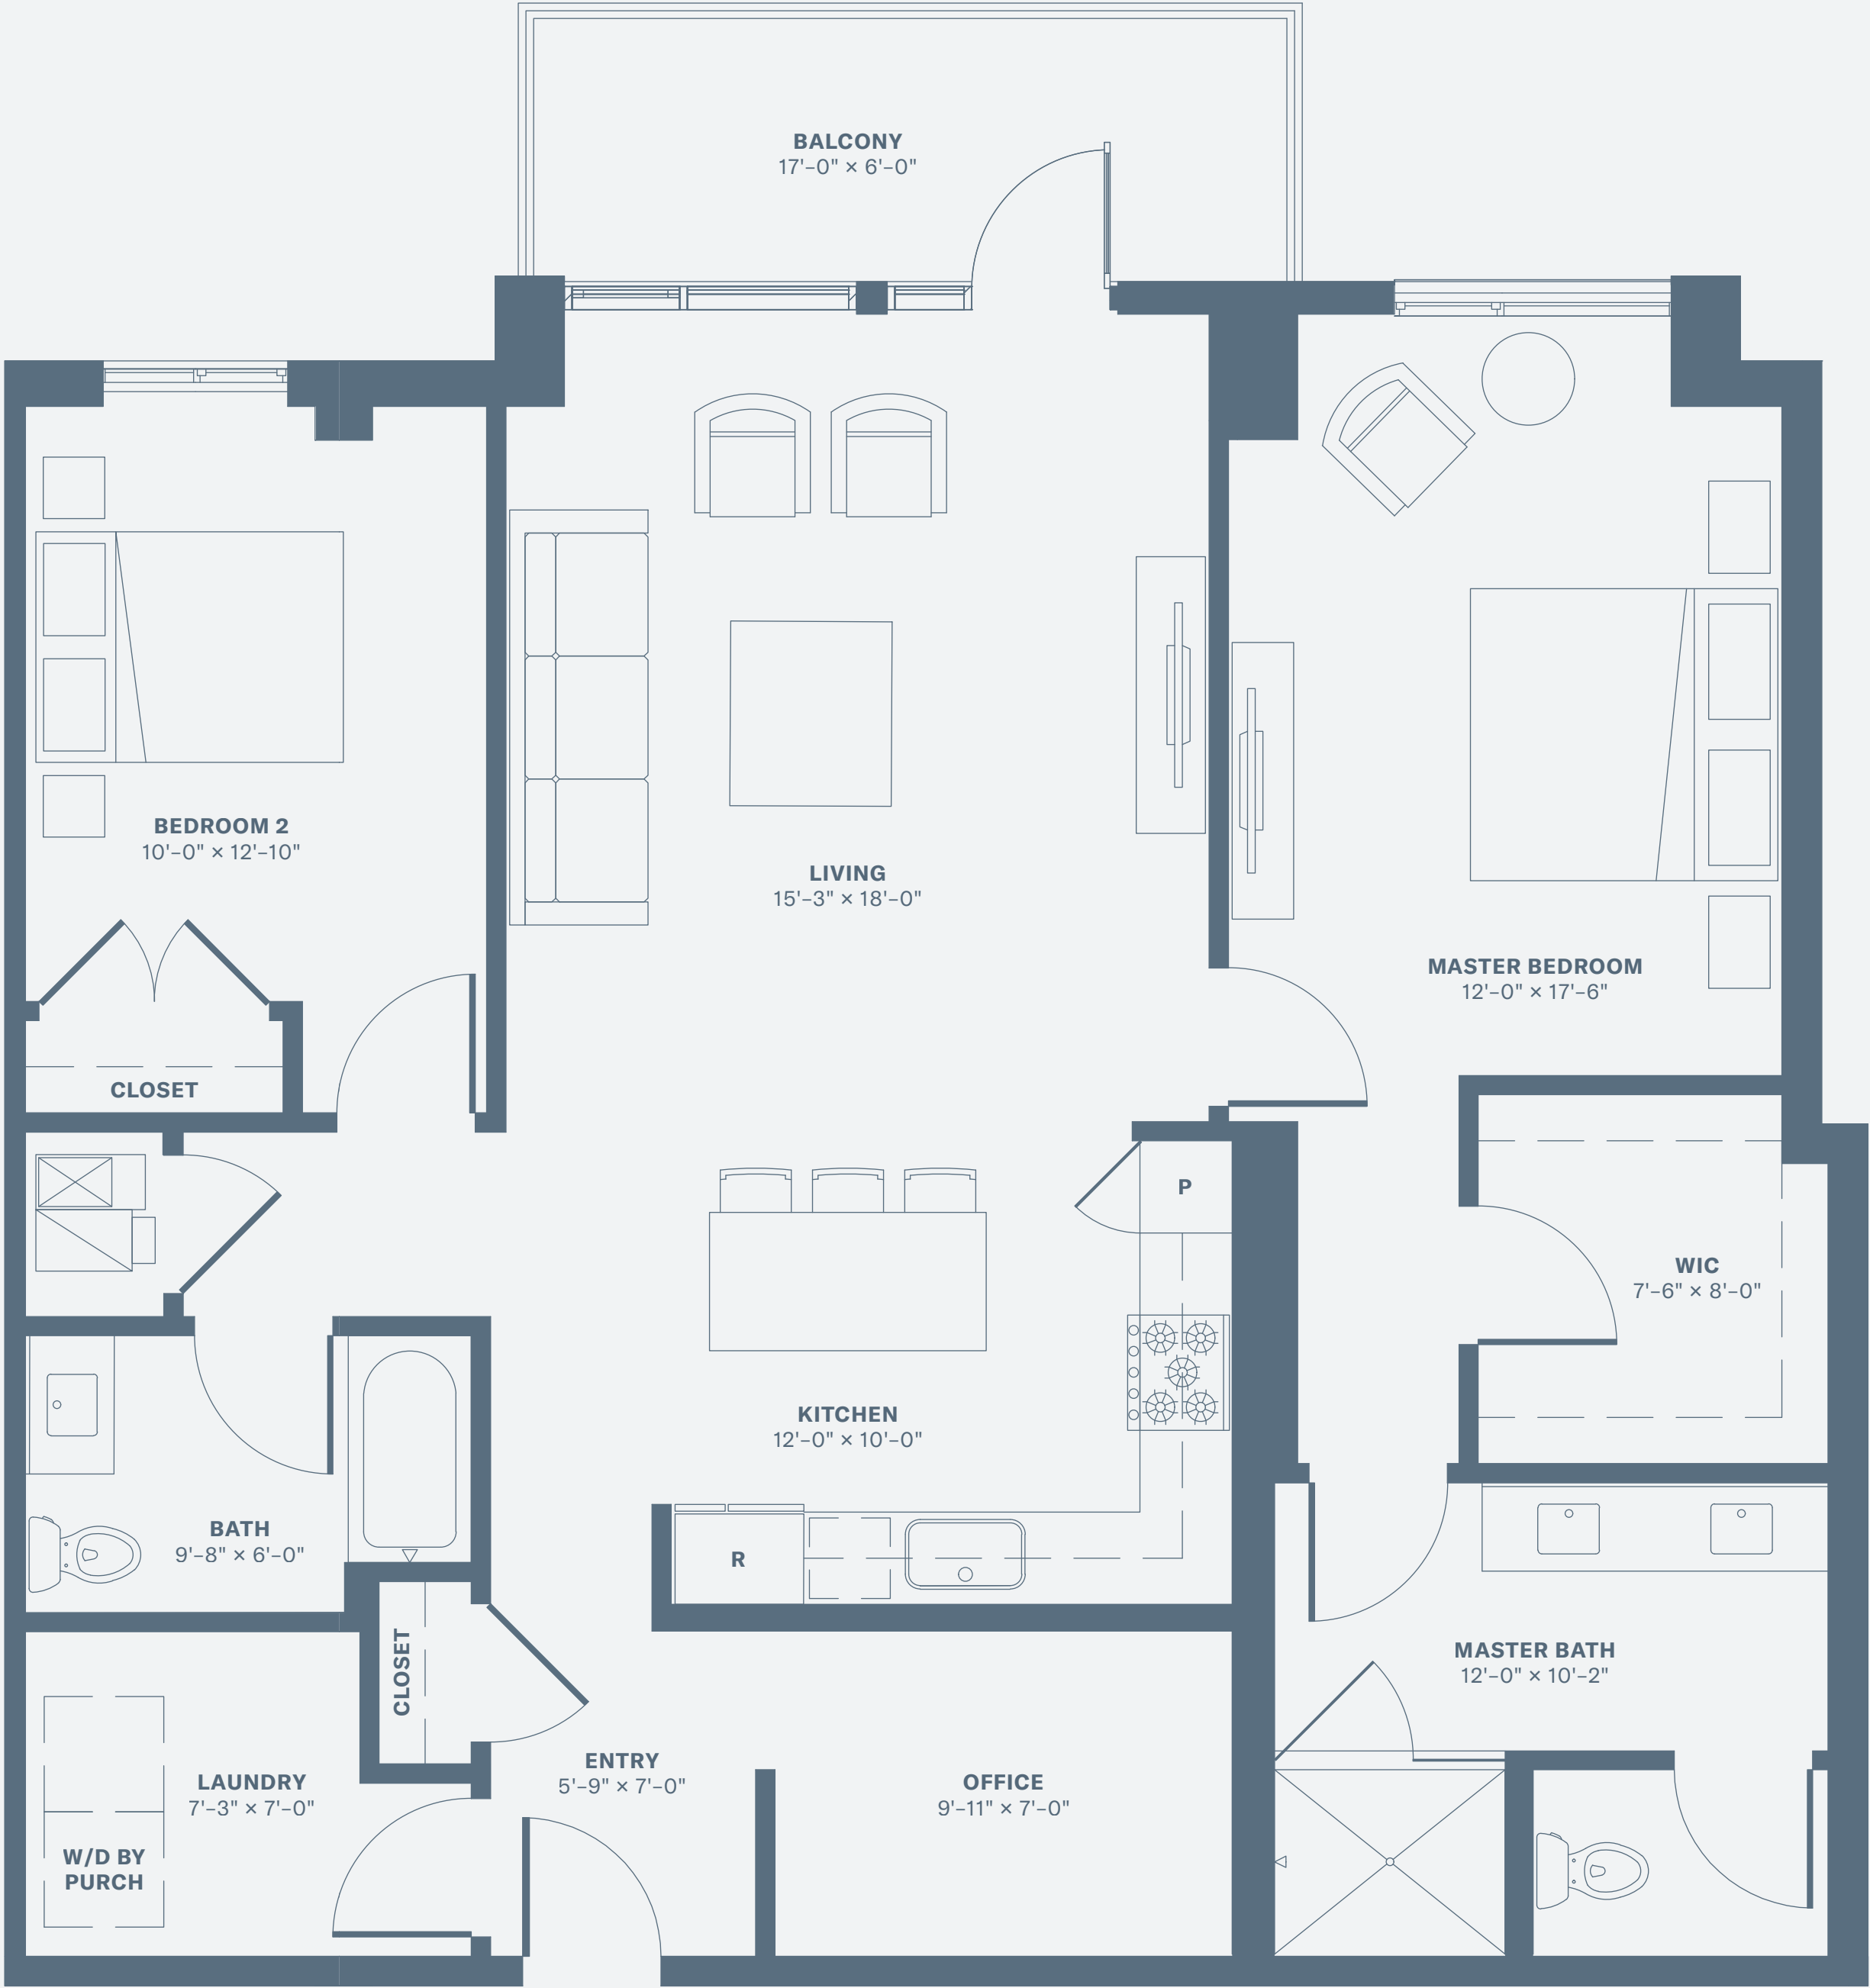 BALCONY
17'–0" × 6'–0"
BEDROOM 2
10'–0" × 12'–10"
LIVING
15'–3" × 18'–0"
MASTER BEDROOM
12'–0" × 17'–6"
CLOSET
P
WIC
7'–6" × 8'–0"
KITCHEN
12'–0" × 10'–0"
BATH
9'–8" × 6'–0"
R
CLOSET
MASTER BATH
12'–0" × 10'–2"
ENTRY
5'–9" × 7'–0"
LAUNDRY
7'–3" × 7'–0"
OFFICE
9'–11" × 7'–0"
W/D BY
PURCH